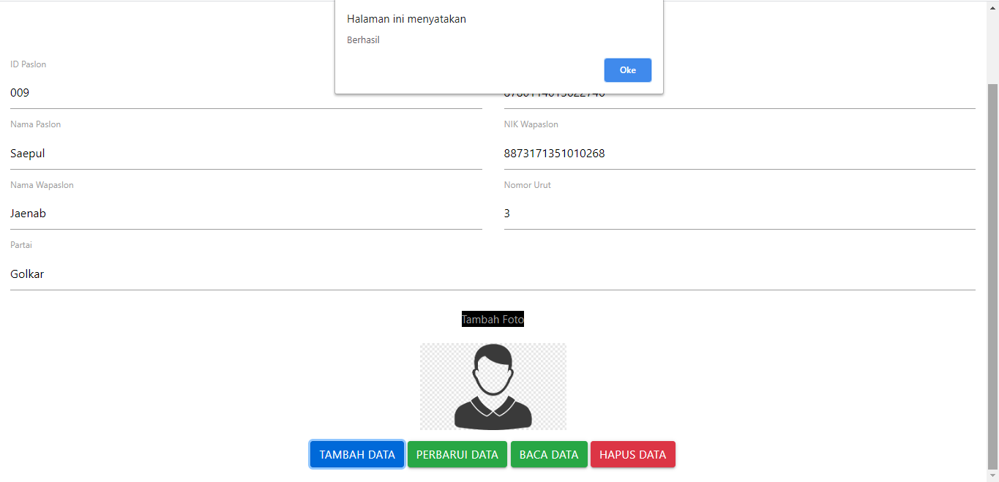 Halaman ini menyatakan
Berhasil
Oke
ID Paslon
009
Nama Paslon
NIK Wapaslon
Saepul
8873171351010268
Nama Wapaslon
Nomor Urut
Jaenab
3
Partai
Golkar
Tambah Foto
TAMBAH DATA PERBARUI DATA BACA DATA HAPUS DATA